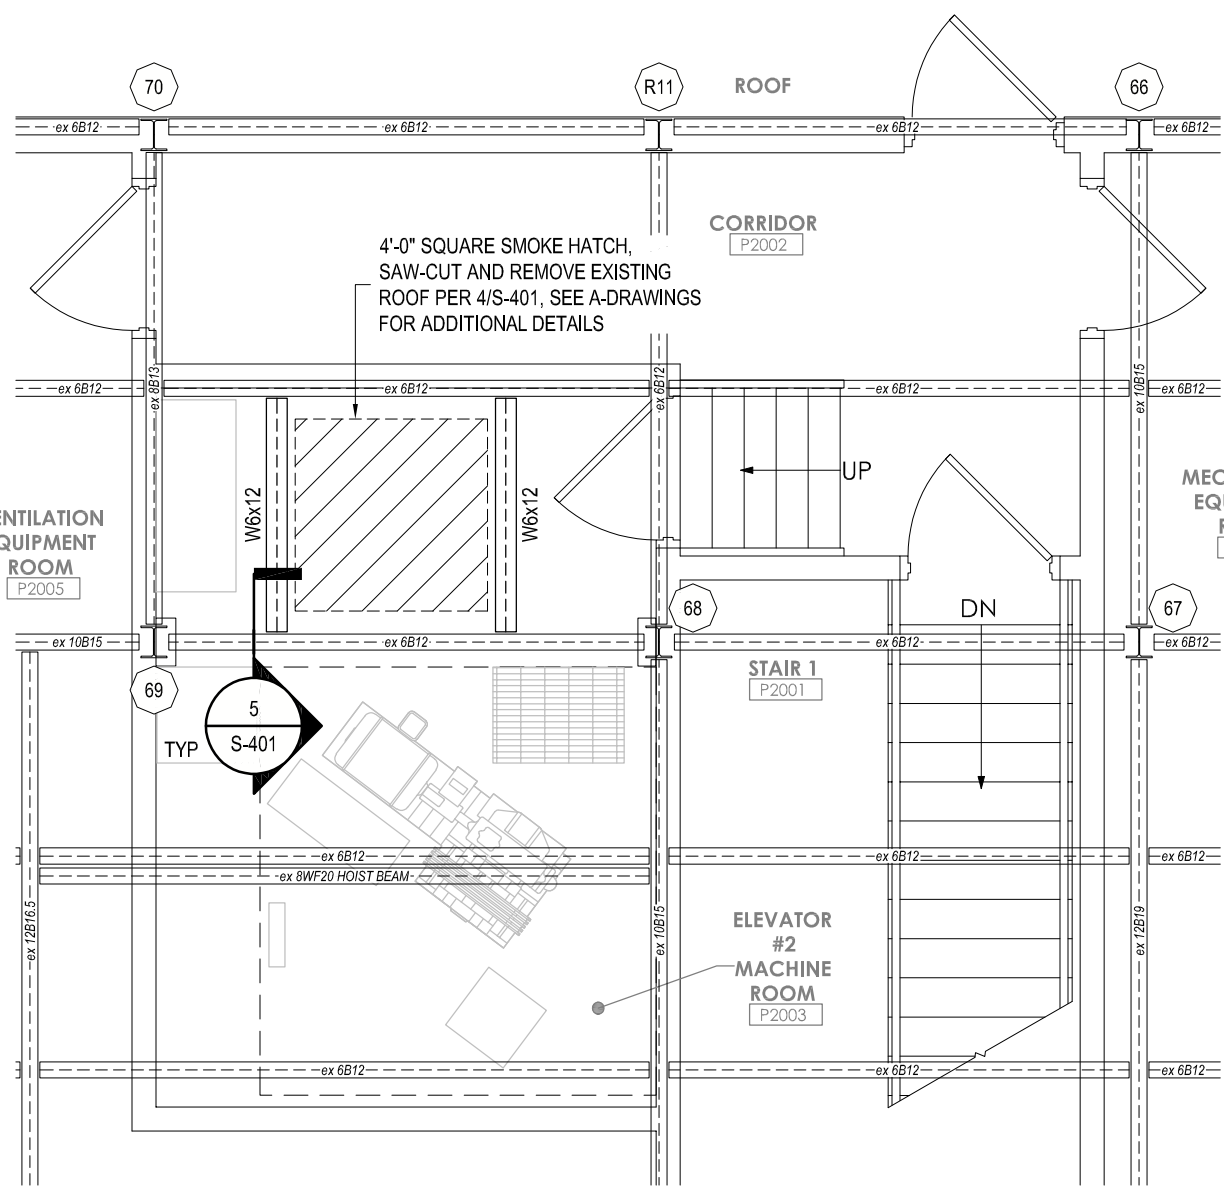 70
R11
ROOF
66
ex 6B12
ex 6B12
ex 6B12
ex 6B12
CORRIDOR
P2002
4'-0" SQUARE SMOKE HATCH,
SAW-CUT AND REMOVE EXISTING
ROOF PER 4/S-401, SEE A-DRAWINGS
FOR ADDITIONAL DETAILS
ex 6B12
ex 8B13
ex 6B12
ex 6B12
ex 6B12
ex 10B15
ex 6B12
W6x12
W6x12
UP
ENTILATION
QUIPMENT
ROOM
P2005
MEC
EQU
68
DN
67
ex 10B15
ex 6B12
ex 6B12
ex 6B12
69
STAIR 1
P2001
5
S-401
TYP
ex 6B12
ex 6B12
ex 6B12
ex 8WF20 HOIST BEAM
ex 12B16.5
ex 10B15
ex 12B19
ELEVATOR
#2
MACHINE
ROOM
P2003
ex 6B12
ex 6B12
ex 6B12